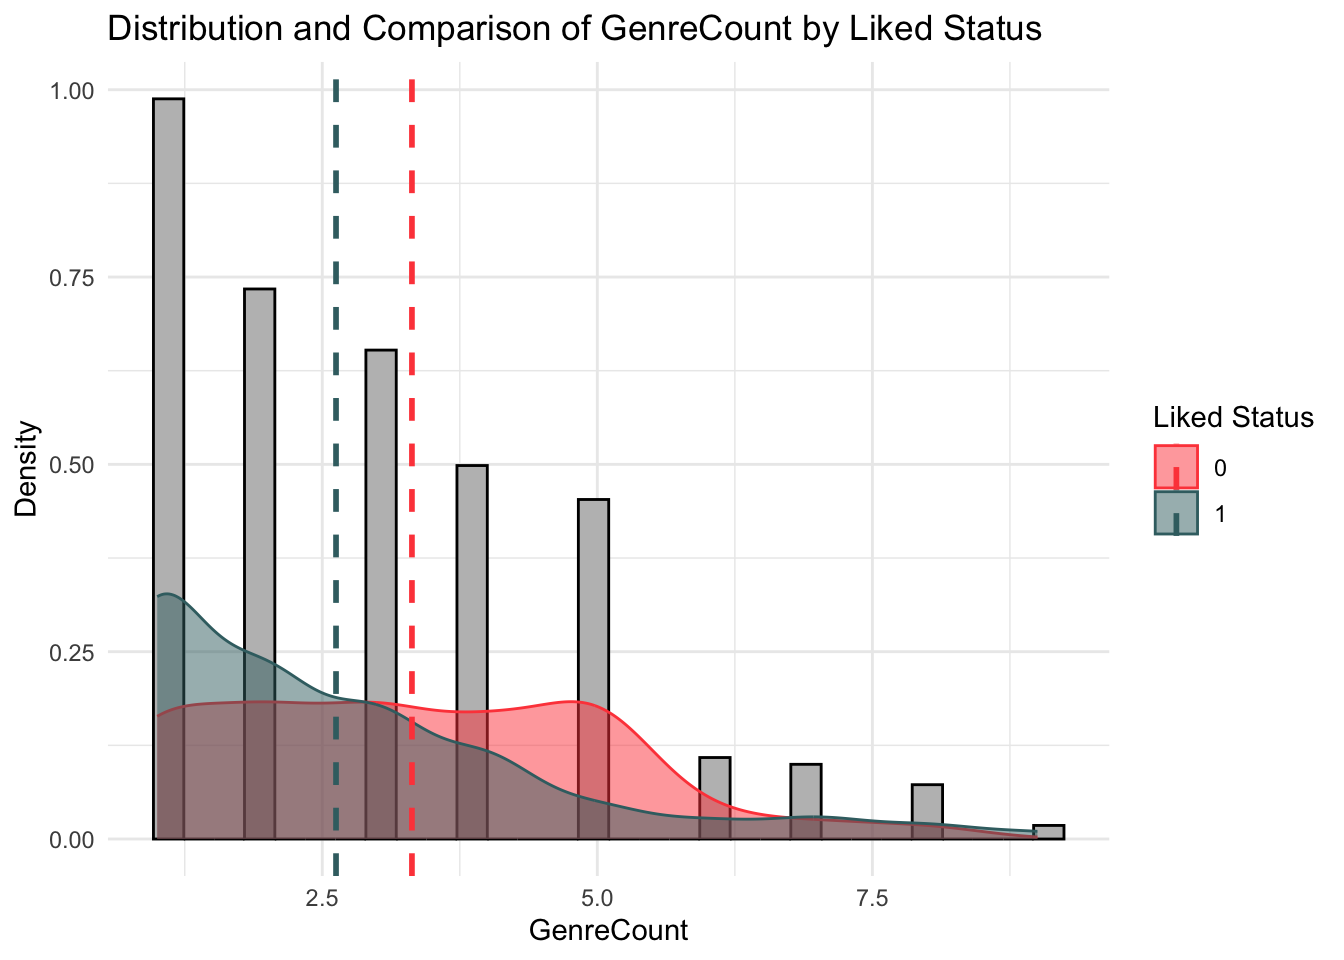 Distribution and Comparison of GenreCount by Liked Status
1.00
0.75
0.50
0.25
0.00
Density
2.5 5.0 7.5
GenreCount
Liked Status
0
1